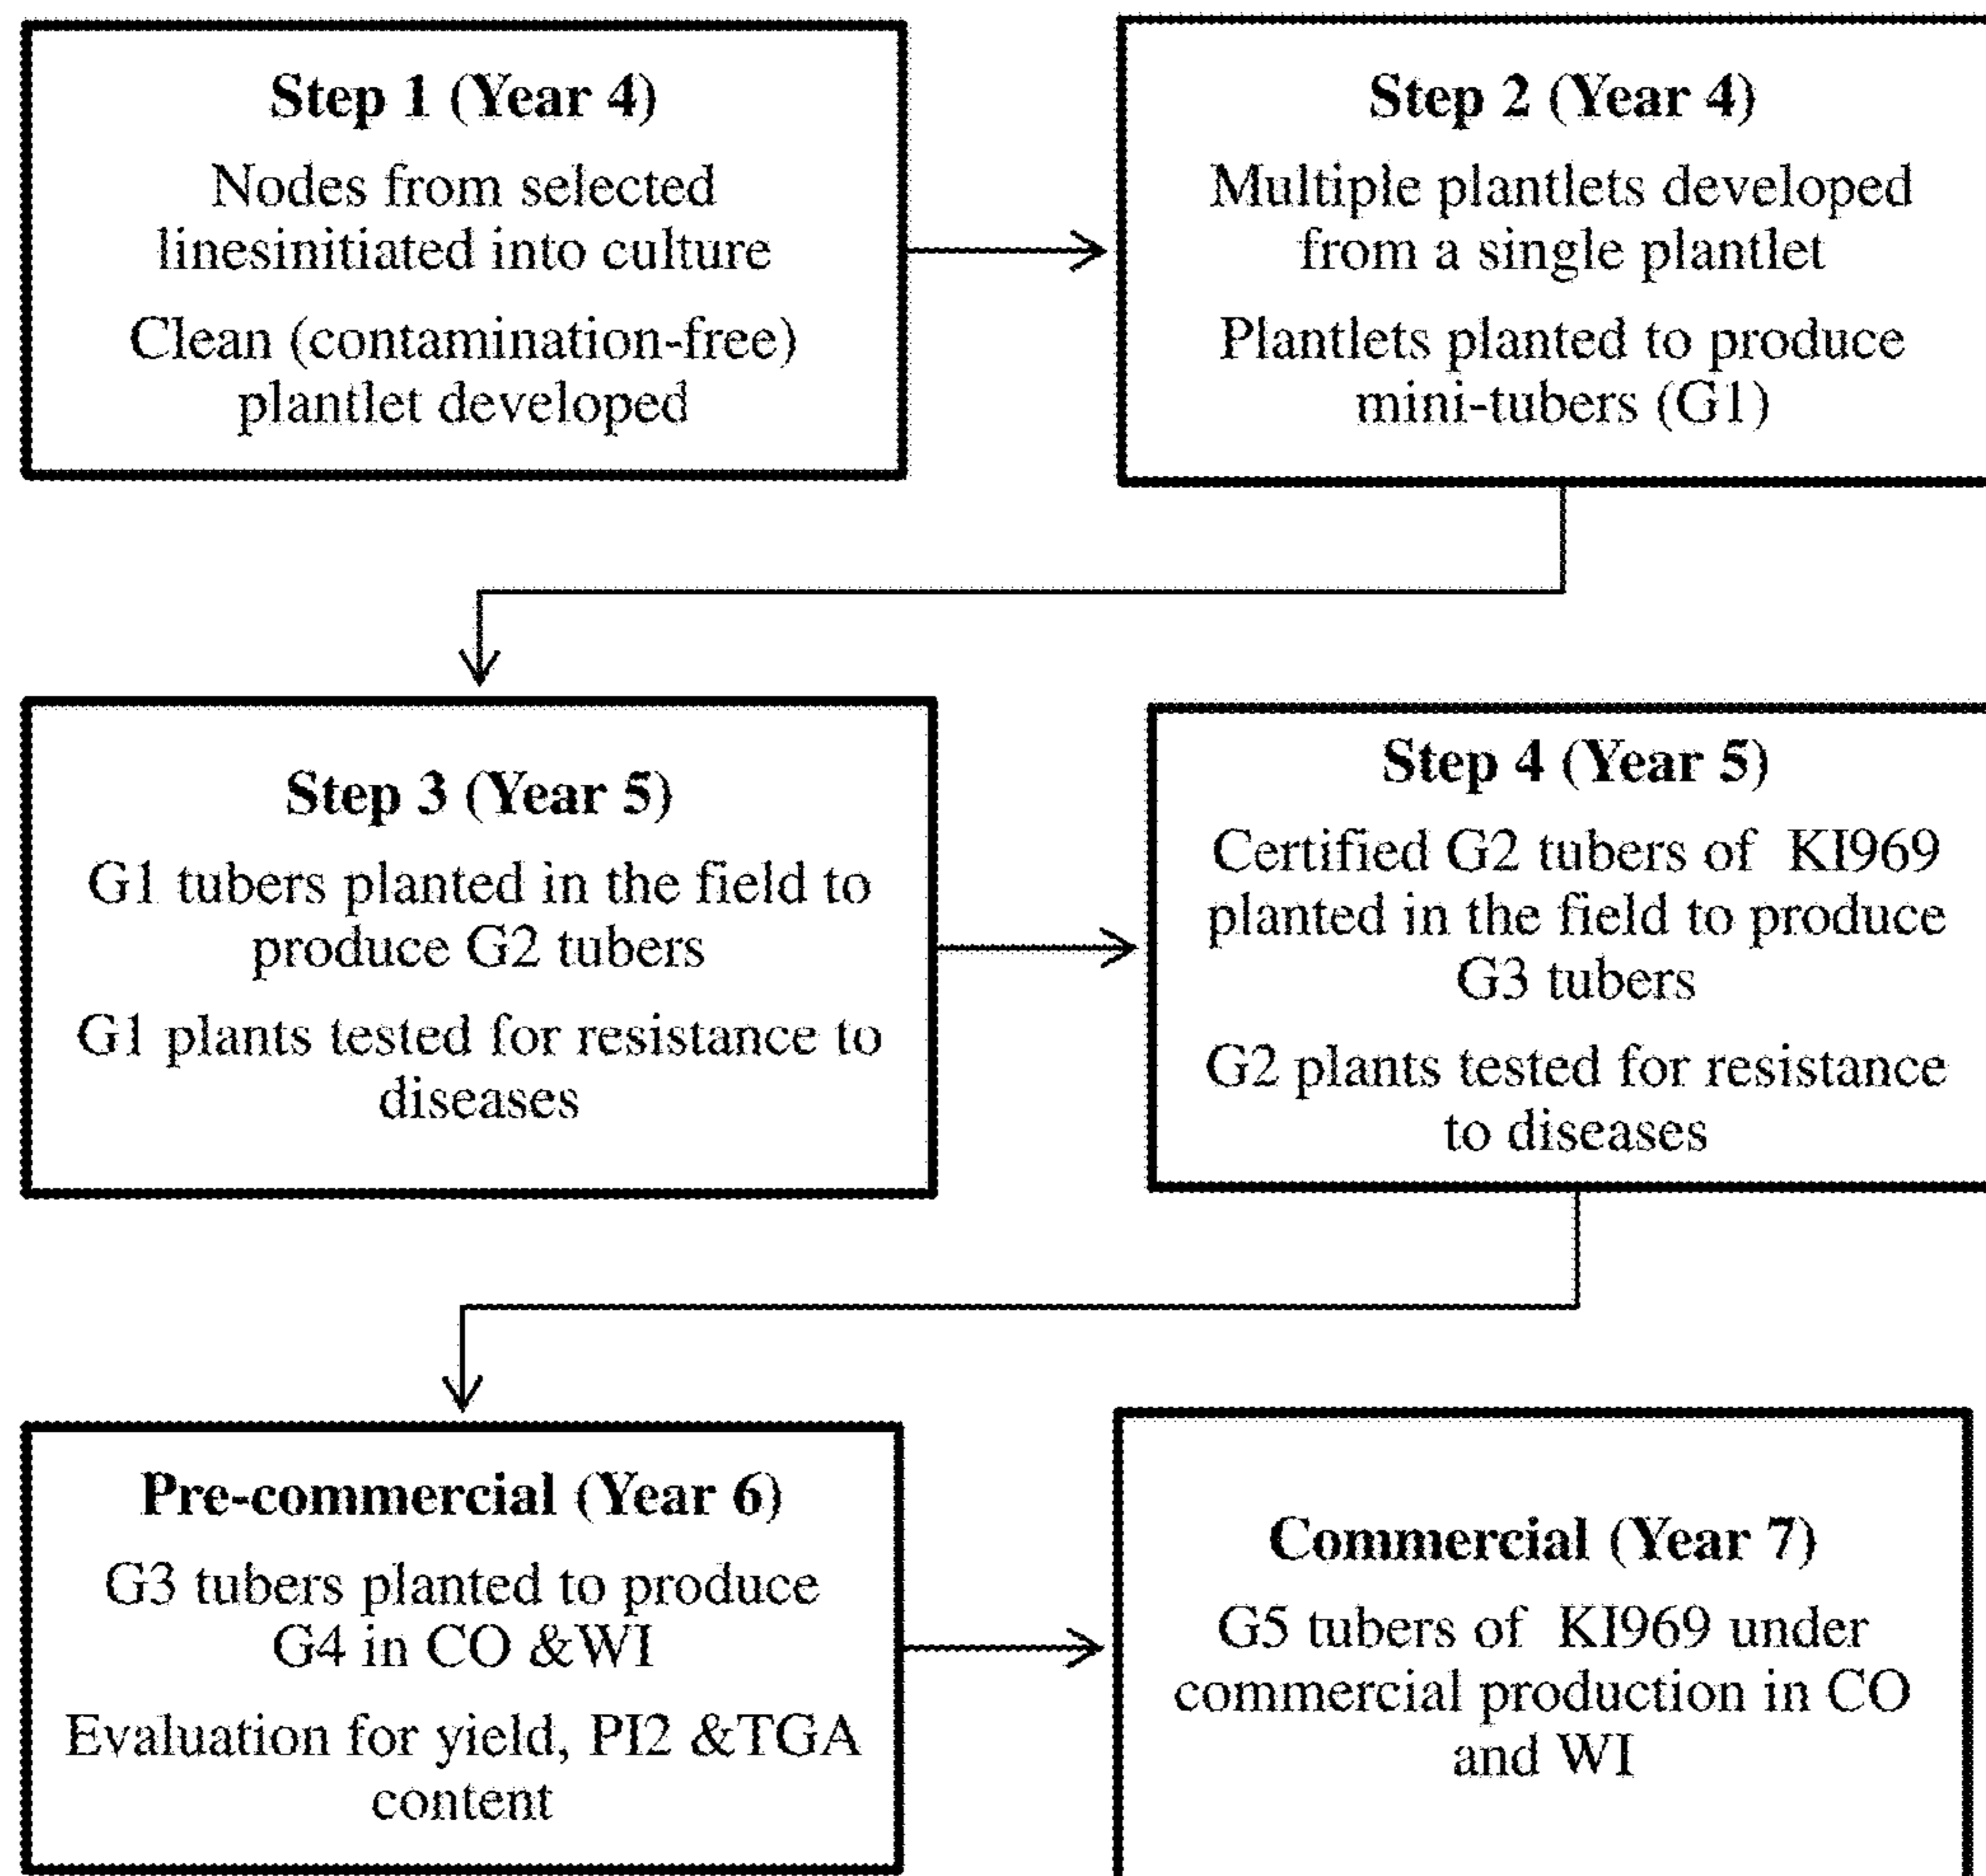 Step 1 (Year 4)
Nodes from selected
linesinitiated into culture
Clean (contamination-free)
plantlet developed
Step 2 (Year 4)
Multiple plantlets developed
from a single plantlet
Plantlets planted to produce
mini-tubers (G1)
Step 3 (Year 5)
G1 tubers planted in the field to
produce G2 tubers
G1 plants tested for resistance to
diseases
Step 4 (Year 5)
Certified G2 tubers of KI969
planted in the field to produce
G3 tubers
G2 plants tested for resistance
to diseases
Pre-commercial (Year 6)
G3 tubers planted to produce
G4 in CO &WI
Evaluation for yield, PI2 &TGA
content
Commercial (Year 7)
G5 tubers of KI969 under
commercial production in CO
and WI